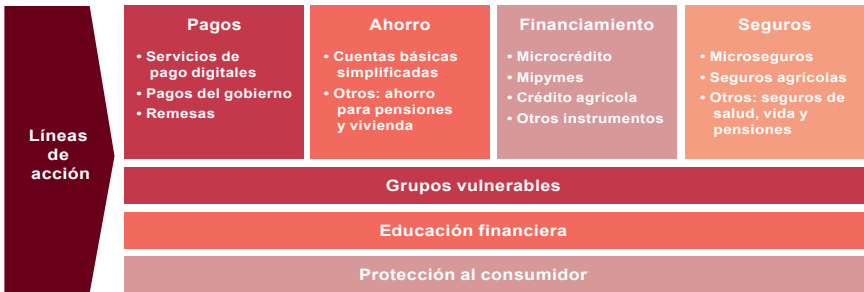 Líneas
de
acción
Pagos
• Servicios de
pago digitales
• Pagos del gobierno
• Remesas
Ahorro
• Cuentas básicas
simplificadas
• Otros: ahorro
para pensiones
y vivienda
Financiamiento
• Microcrédito
• Mipymes
• Crédito agrícola
• Otros instrumentos
Seguros
• Microseguros
• Seguros agrícolas
• Otros: seguros de
salud, vida y
pensiones
Grupos vulnerables
Educación financiera
Protección al consumidor